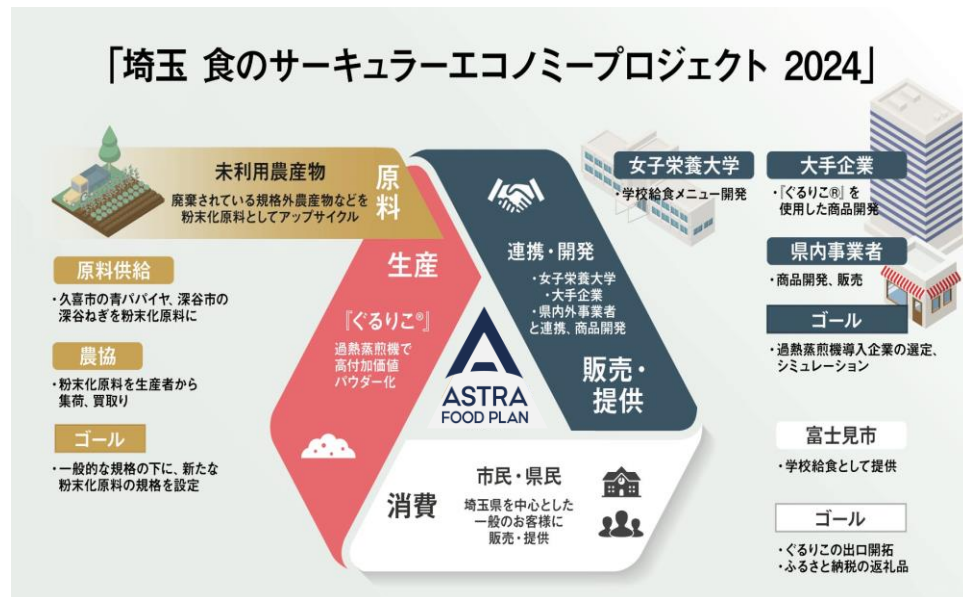 「埼玉 食のサーキュラーエコノミープロジェクト 2024」
未利用農産物
廃棄されている規格外農産物などを
粉末化原料としてアップサイクル
原料
原料供給
・久喜市の青パパイヤ、深谷市の
深谷ねぎを粉末化原料に
農協
・粉末化原料を生産者から
集荷、買取り
ゴール
・一般的な規格の下に、新たな
粉末化原料の規格を設定
生産
『ぐるりこ®』
過熱蒸煎機で
高付加価値
パウダー化
連携・開発
・女子栄養大学
・大手企業
・県内外事業者
と連携、商品開発
販売・
提供
ASTRA
FOOD PLAN
消費
市民・県民
埼玉県を中心とした
一般のお客様に
販売・提供
女子栄養大学
・学校給食メニュー開発
大手企業
・『ぐるりこ®』を
使用した商品開発
県内事業者
・商品開発、販売
ゴール
・過熱蒸煎機導入企業の選定、
シミュレーション
富士見市
・学校給食として提供
ゴール
・ぐるりこの出口開拓
・ふるさと納税の返礼品